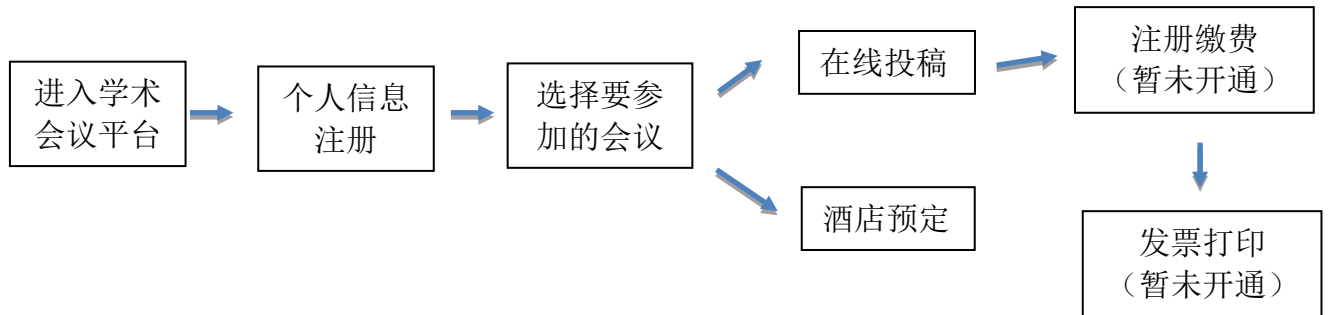 进入学术
会议平台
个人信息
注册
选择要参
加的会议
在线投稿
酒店预定
注册缴费
（暂未开通）
发票打印
（暂未开通）